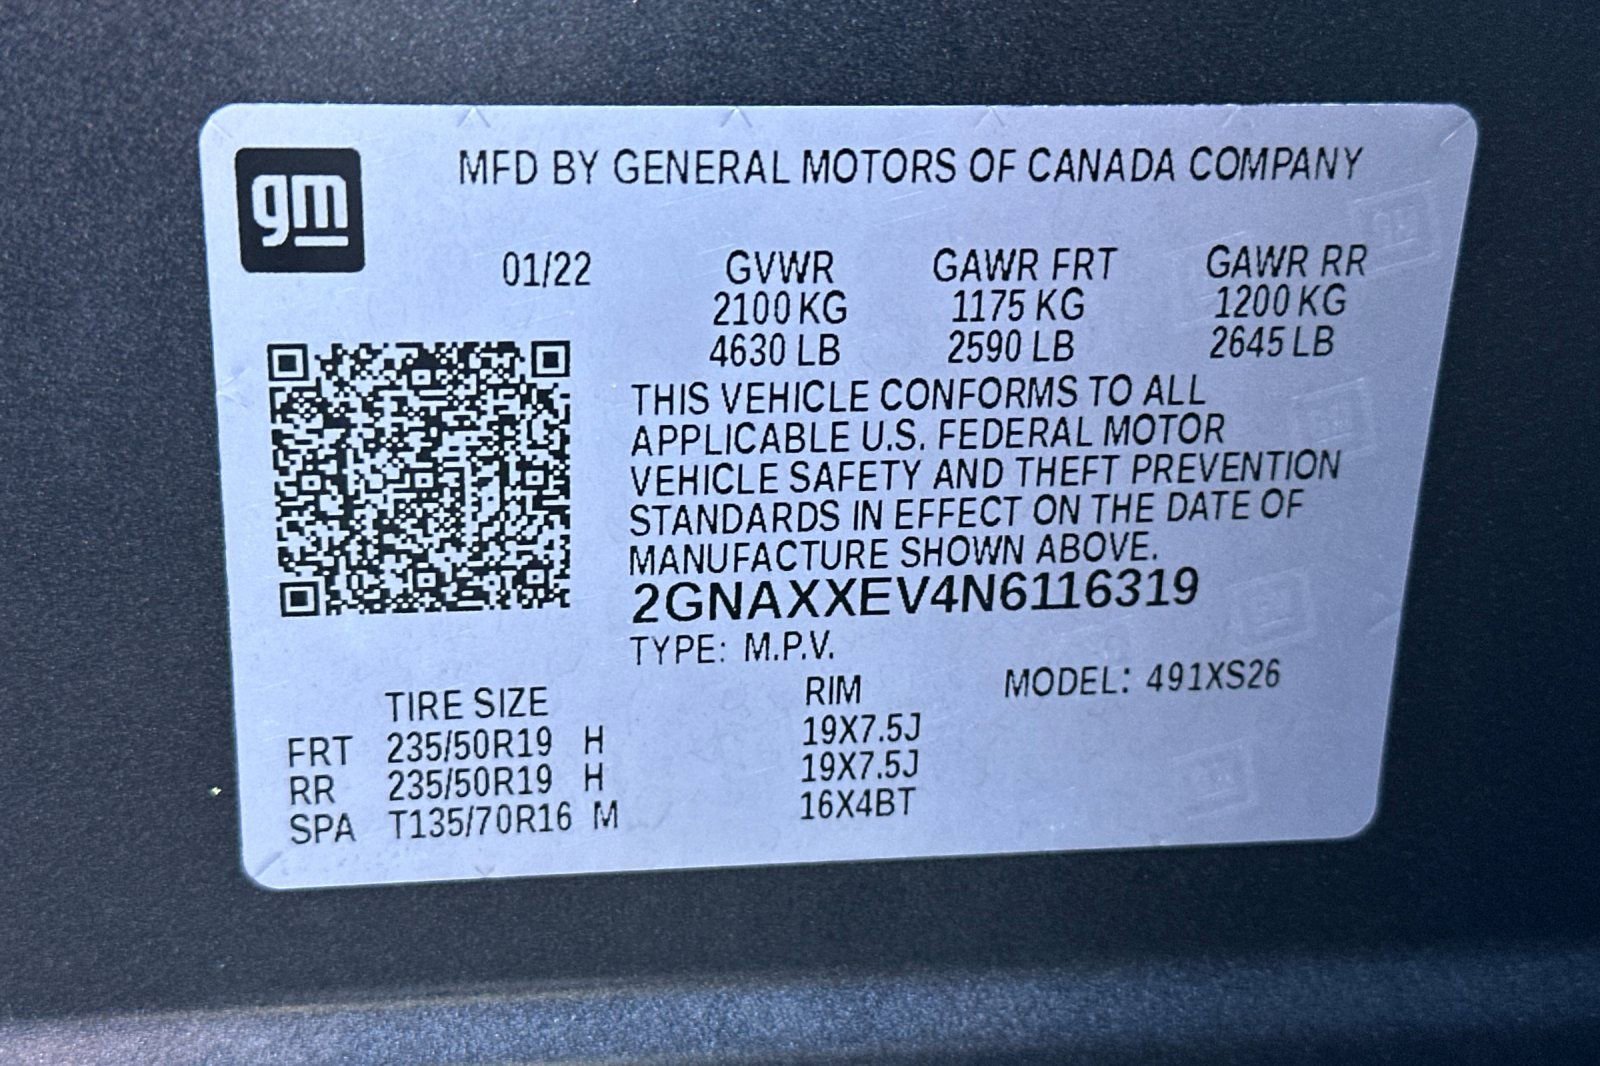 gm
MFD BY GENERAL MOTORS OF CANADA COMPANY
01/22 GVWR GAWR FRT GAWR RR
2100 KG 1175 KG 1200 KG
4630 LB 2590 LB 2645 LB
THIS VEHICLE CONFORMS TO ALL
APPLICABLE U.S. FEDERAL MOTOR
VEHICLE SAFETY AND THEFT PREVENTION
STANDARDS IN EFFECT ON THE DATE OF
MANUFACTURE SHOWN ABOVE.
2GNAXXEV4N6116319
TYPE: M.P.V.
TIRE SIZE RIM MODEL: 491XS26
FRT 235/50R19 H 19X7.5J
RR 235/50R19 H 19X7.5J
SPA T135/70R16 M 16X4BT